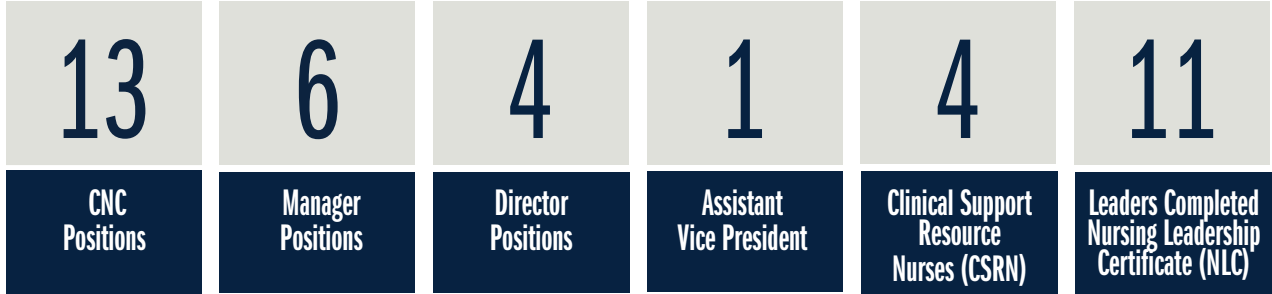 13
CNC
Positions
6
Manager
Positions
4
Director
Positions
1
Assistant
Vice President
4
Clinical Support
Resource
Nurses (CSRN)
11
Leaders Completed
Nursing Leadership
Certificate (NLC)